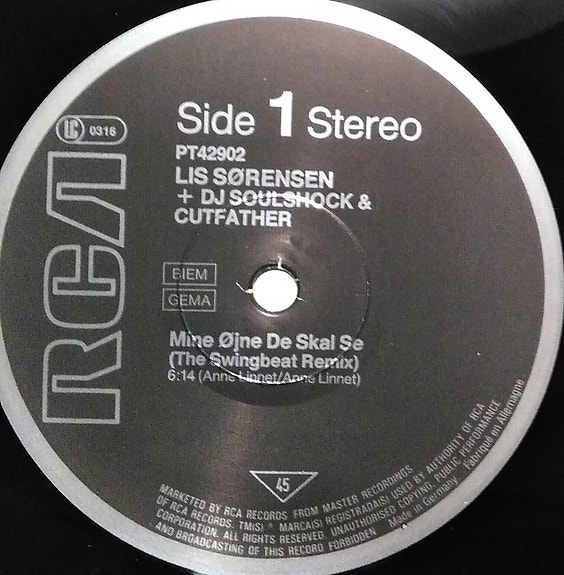 Side 1 Stereo
PT42902
LIS SØRENSEN
+ DJ SOULSHOCK &
CUTFATHER
LC 0316
RCA
BIEM
GEMA
Mine Øjne De Skal Se
(The Swingbeat Remix)
6:14 (Anne Linnet/Anne Linnet)
45
MARKETED BY RCA RECORDS FROM MASTER RECORDINGS
OF RCA RECORDS. TM(S) * MARCA(S) REGISTRADA(S) USED BY AUTHORITY OF RCA
CORPORATION. ALL RIGHTS RESERVED. UNAUTHORISED COPYING, PUBLIC PERFORMANCE
AND BROADCASTING OF THIS RECORD FORBIDDEN Made in Germany Fabriqué en Allemagne